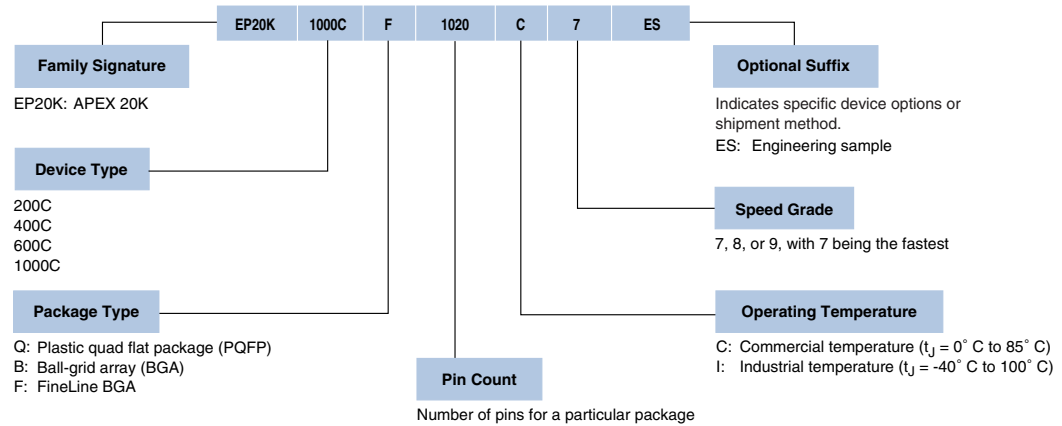 EP20K 1000C F 1020 C 7 ES
Family Signature
EP20K: APEX 20K
Optional Suffix
Indicates specific device options or
shipment method.
ES: Engineering sample
Device Type
200C
400C
600C
1000C
Speed Grade
7, 8, or 9, with 7 being the fastest
Package Type
Q: Plastic quad flat package (PQFP)
B: Ball-grid array (BGA)
F: FineLine BGA
Operating Temperature
C: Commercial temperature (tJ = 0° C to 85° C)
I: Industrial temperature (tJ = -40° C to 100° C)
Pin Count
Number of pins for a particular package